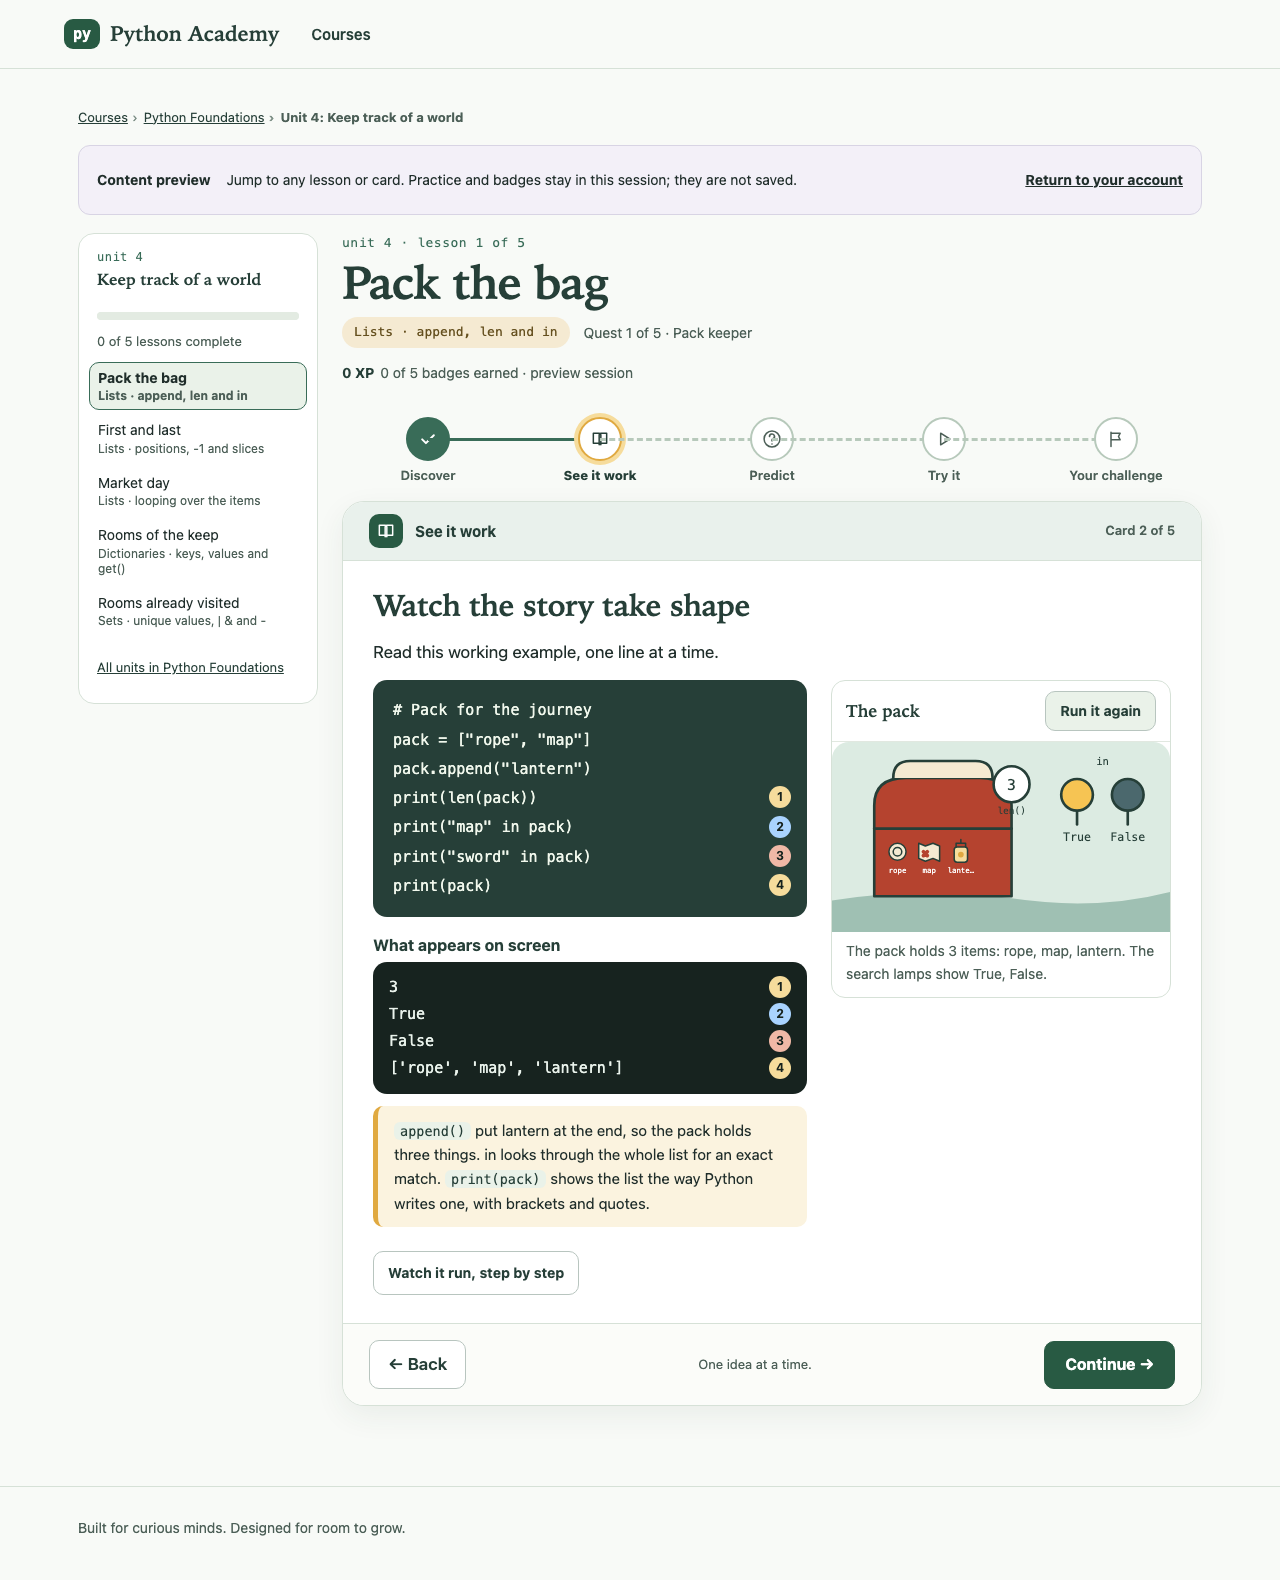 py Python Academy Courses
Courses › Python Foundations › Unit 4: Keep track of a world
Content preview Jump to any lesson or card. Practice and badges stay in this session; they are not saved. Return to your account
unit 4
Keep track of a world
0 of 5 lessons complete
Pack the bag
Lists · append, len and in
First and last
Lists · positions, -1 and slices
Market day
Lists · looping over the items
Rooms of the keep
Dictionaries · keys, values and
get()
Rooms already visited
Sets · unique values, | & and -
All units in Python Foundations
unit 4 · lesson 1 of 5
Pack the bag
Lists · append, len and in Quest 1 of 5 · Pack keeper
0 XP 0 of 5 badges earned · preview session
Discover
See it work
Predict
Try it
Your challenge
See it work Card 2 of 5
Watch the story take shape
Read this working example, one line at a time.
# Pack for the journey
pack = ["rope", "map"]
pack.append("lantern")
print(len(pack)) 1
print("map" in pack) 2
print("sword" in pack) 3
print(pack) 4
What appears on screen
3 1
True 2
False 3
['rope', 'map', 'lantern'] 4
append() put lantern at the end, so the pack holds
three things. in looks through the whole list for an exact
match. print(pack) shows the list the way Python
writes one, with brackets and quotes.
Watch it run, step by step
The pack Run it again
in
3
len()
True False
rope map lante…
The pack holds 3 items: rope, map, lantern. The
search lamps show True, False.
← Back One idea at a time. Continue →
Built for curious minds. Designed for room to grow.